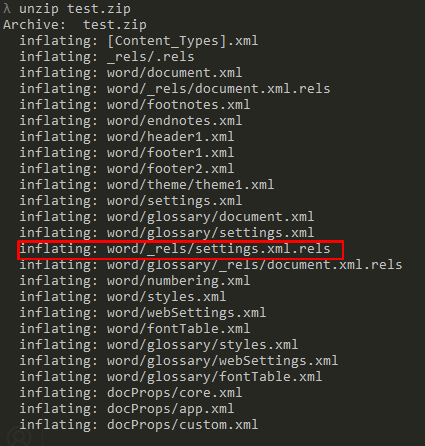 λ unzip test.zip
Archive:  test.zip
  inflating: [Content_Types].xml
  inflating: _rels/.rels
  inflating: word/document.xml
  inflating: word/_rels/document.xml.rels
  inflating: word/footnotes.xml
  inflating: word/endnotes.xml
  inflating: word/header1.xml
  inflating: word/footer1.xml
  inflating: word/footer2.xml
  inflating: word/theme/theme1.xml
  inflating: word/settings.xml
  inflating: word/glossary/document.xml
  inflating: word/glossary/settings.xml
  inflating: word/_rels/settings.xml.rels
  inflating: word/glossary/_rels/document.xml.rels
  inflating: word/numbering.xml
  inflating: word/styles.xml
  inflating: word/webSettings.xml
  inflating: word/fontTable.xml
  inflating: word/glossary/styles.xml
  inflating: word/glossary/webSettings.xml
  inflating: word/glossary/fontTable.xml
  inflating: docProps/core.xml
  inflating: docProps/app.xml
  inflating: docProps/custom.xml